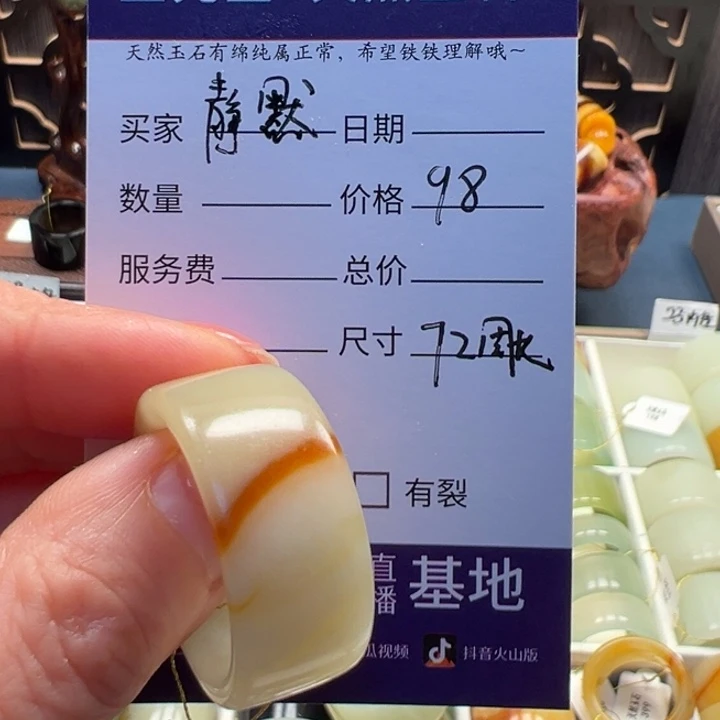 天然玉石有绵纯属正常，希望铁铁理解哦～
买家 静默 日期
数量 价格 98
服务费 总价
尺寸 72周长
有裂
直播 基地
瓜视频 抖音火山版